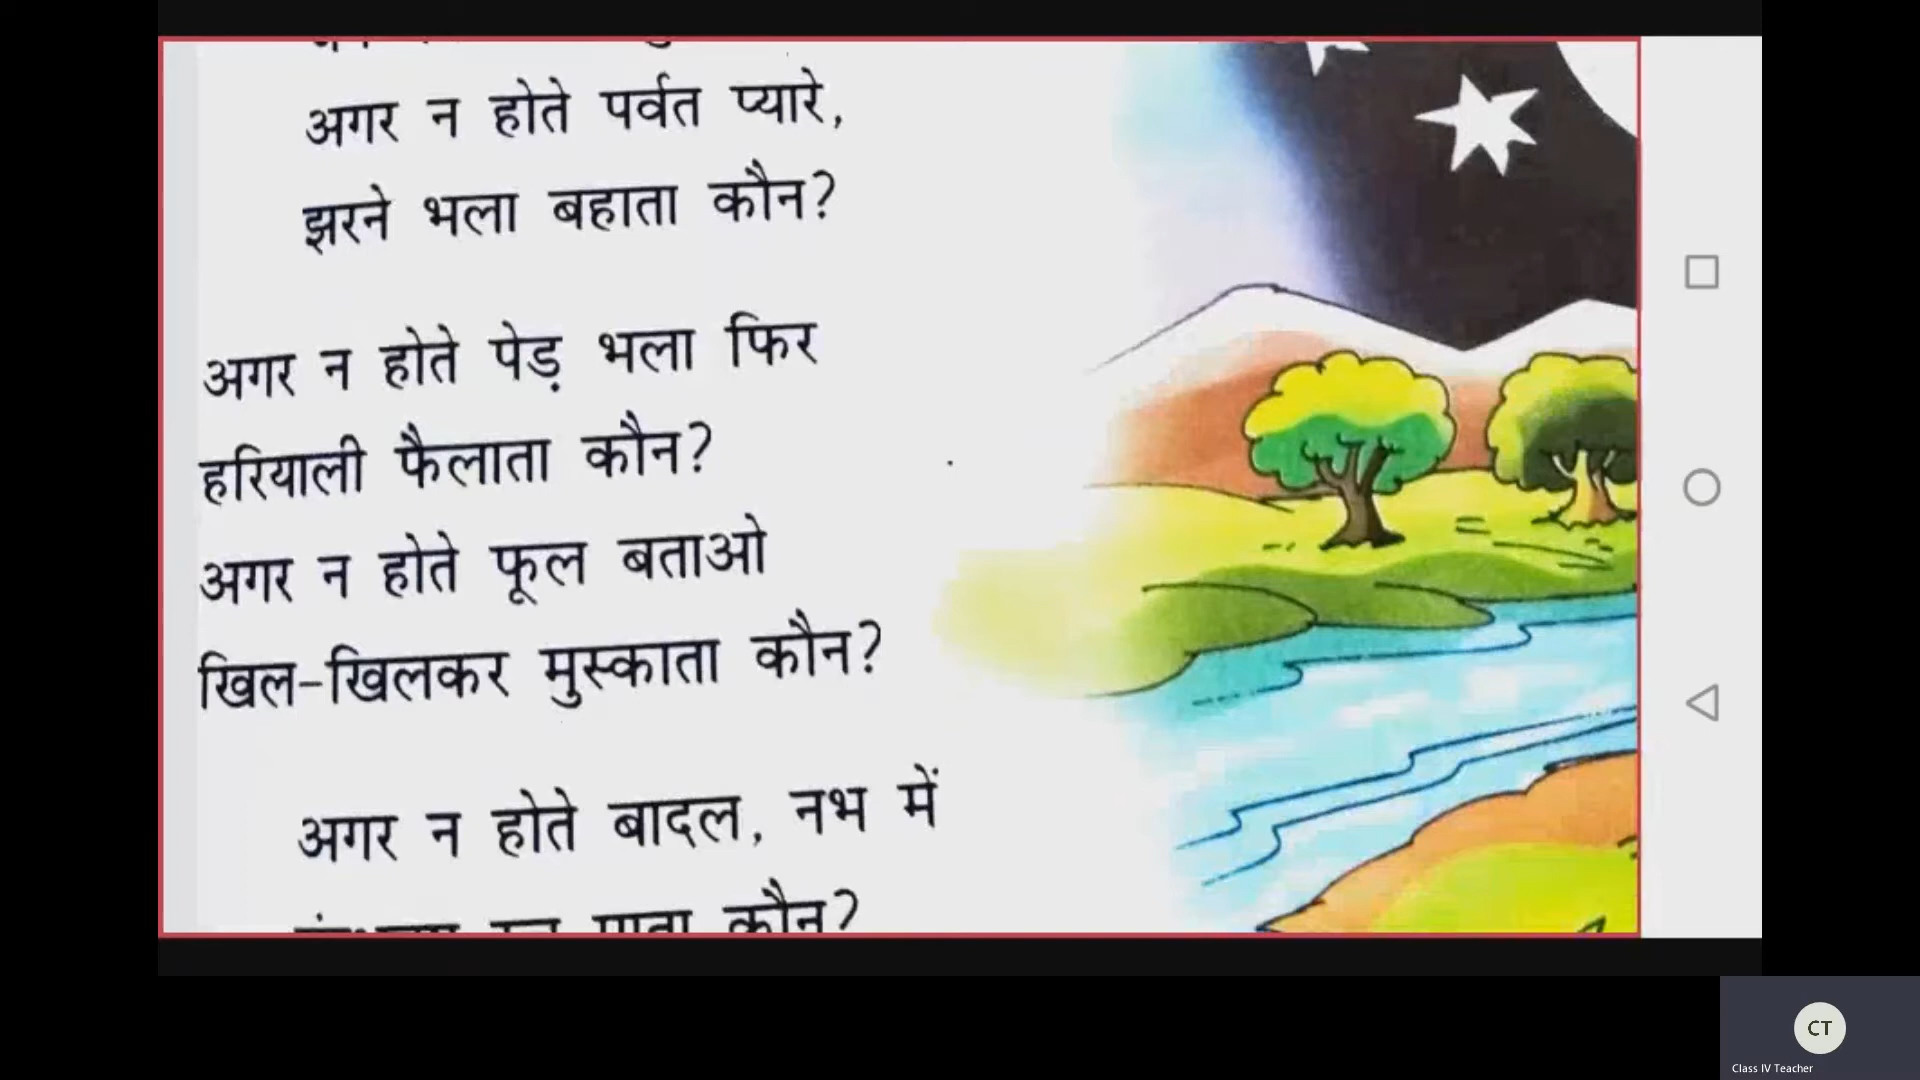 अगर न होते पर्वत प्यारे,
झरने भला बहाता कौन?
अगर न होते पेड़ भला फिर
हरियाली फैलाता कौन?
अगर न होते फूल बताओ
खिल-खिलकर मुस्काता कौन?
अगर न होते बादल, नभ में
कौन?
CT
Class IV Teacher